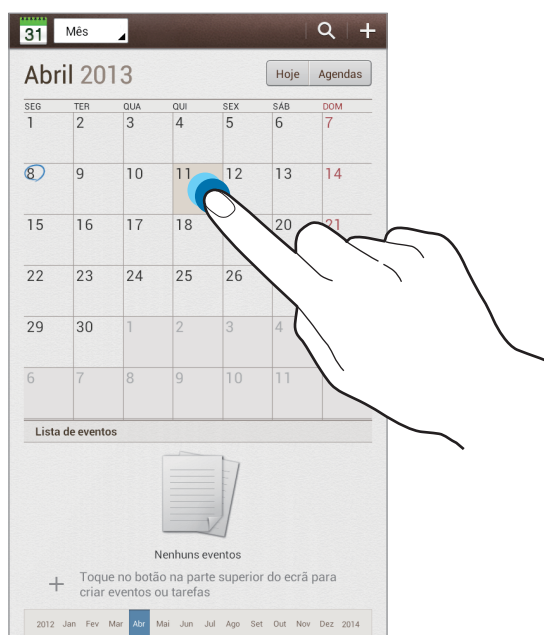 31 Mês
Abril 2013 Hoje Agendas
SEG TER QUA QUI SEX SÁB DOM
1 2 3 4 5 6 7
8 9 10 11 12 13 14
15 16 17 18 20 21
22 23 24 25 26
29 30 1 2 3 4
6 7 8 9 10 11
Lista de eventos
Nenhuns eventos
Toque no botão na parte superior do ecrã para
criar eventos ou tarefas
2012 Jan Fev Mar Abr Mai Jun Jul Ago Set Out Nov Dez 2014